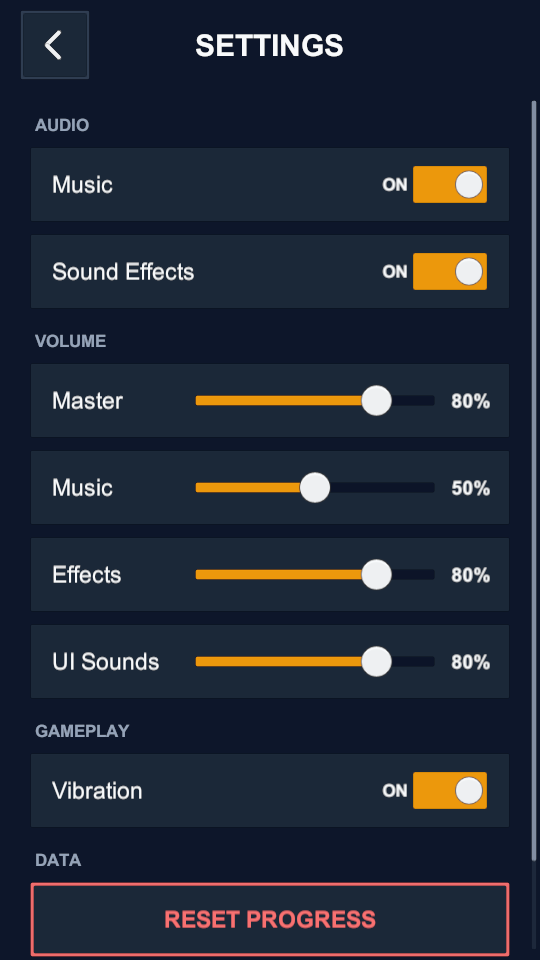 SETTINGS
AUDIO
Music ON
Sound Effects ON
VOLUME
Master 80%
Music 50%
Effects 80%
UI Sounds 80%
GAMEPLAY
Vibration ON
DATA
RESET PROGRESS